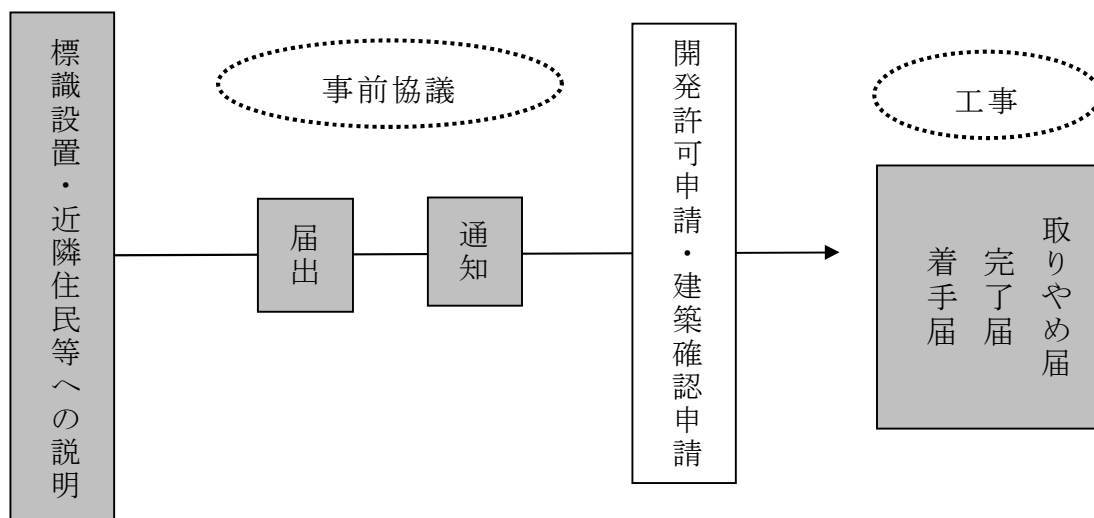 標識設置・近隣住民等への説明
事前協議
届出
通知
開発許可申請・建築確認申請
工事
着手届
完了届
取りやめ届